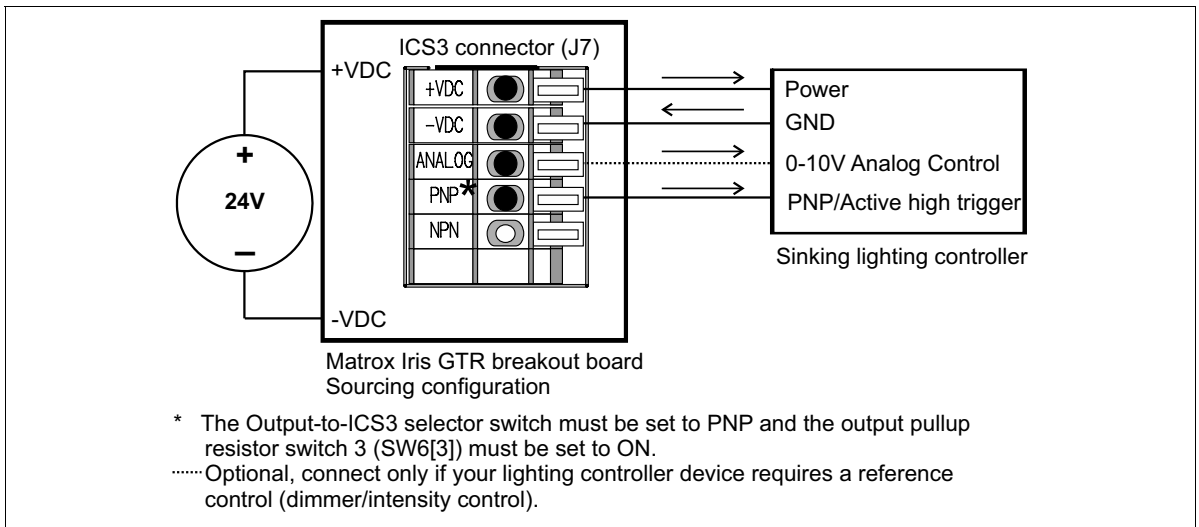 ICS3 connector (J7)
+VDC
+VDC
-VDC
ANALOG
PNP*
NPN
+
24V
–
-VDC
Power
GND
0-10V Analog Control
PNP/Active high trigger
Sinking lighting controller
Matrox Iris GTR breakout board
Sourcing configuration
* The Output-to-ICS3 selector switch must be set to PNP and the output pullup
resistor switch 3 (SW6[3]) must be set to ON.
Optional, connect only if your lighting controller device requires a reference
control (dimmer/intensity control).